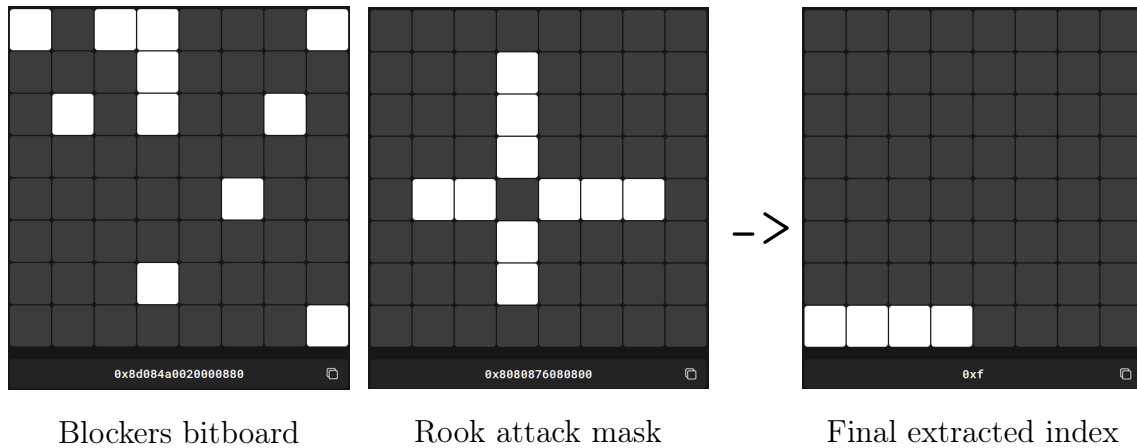 0x8d084a0020000880
0x8080876080800
->
0xf
Blockers bitboard
Rook attack mask
Final extracted index